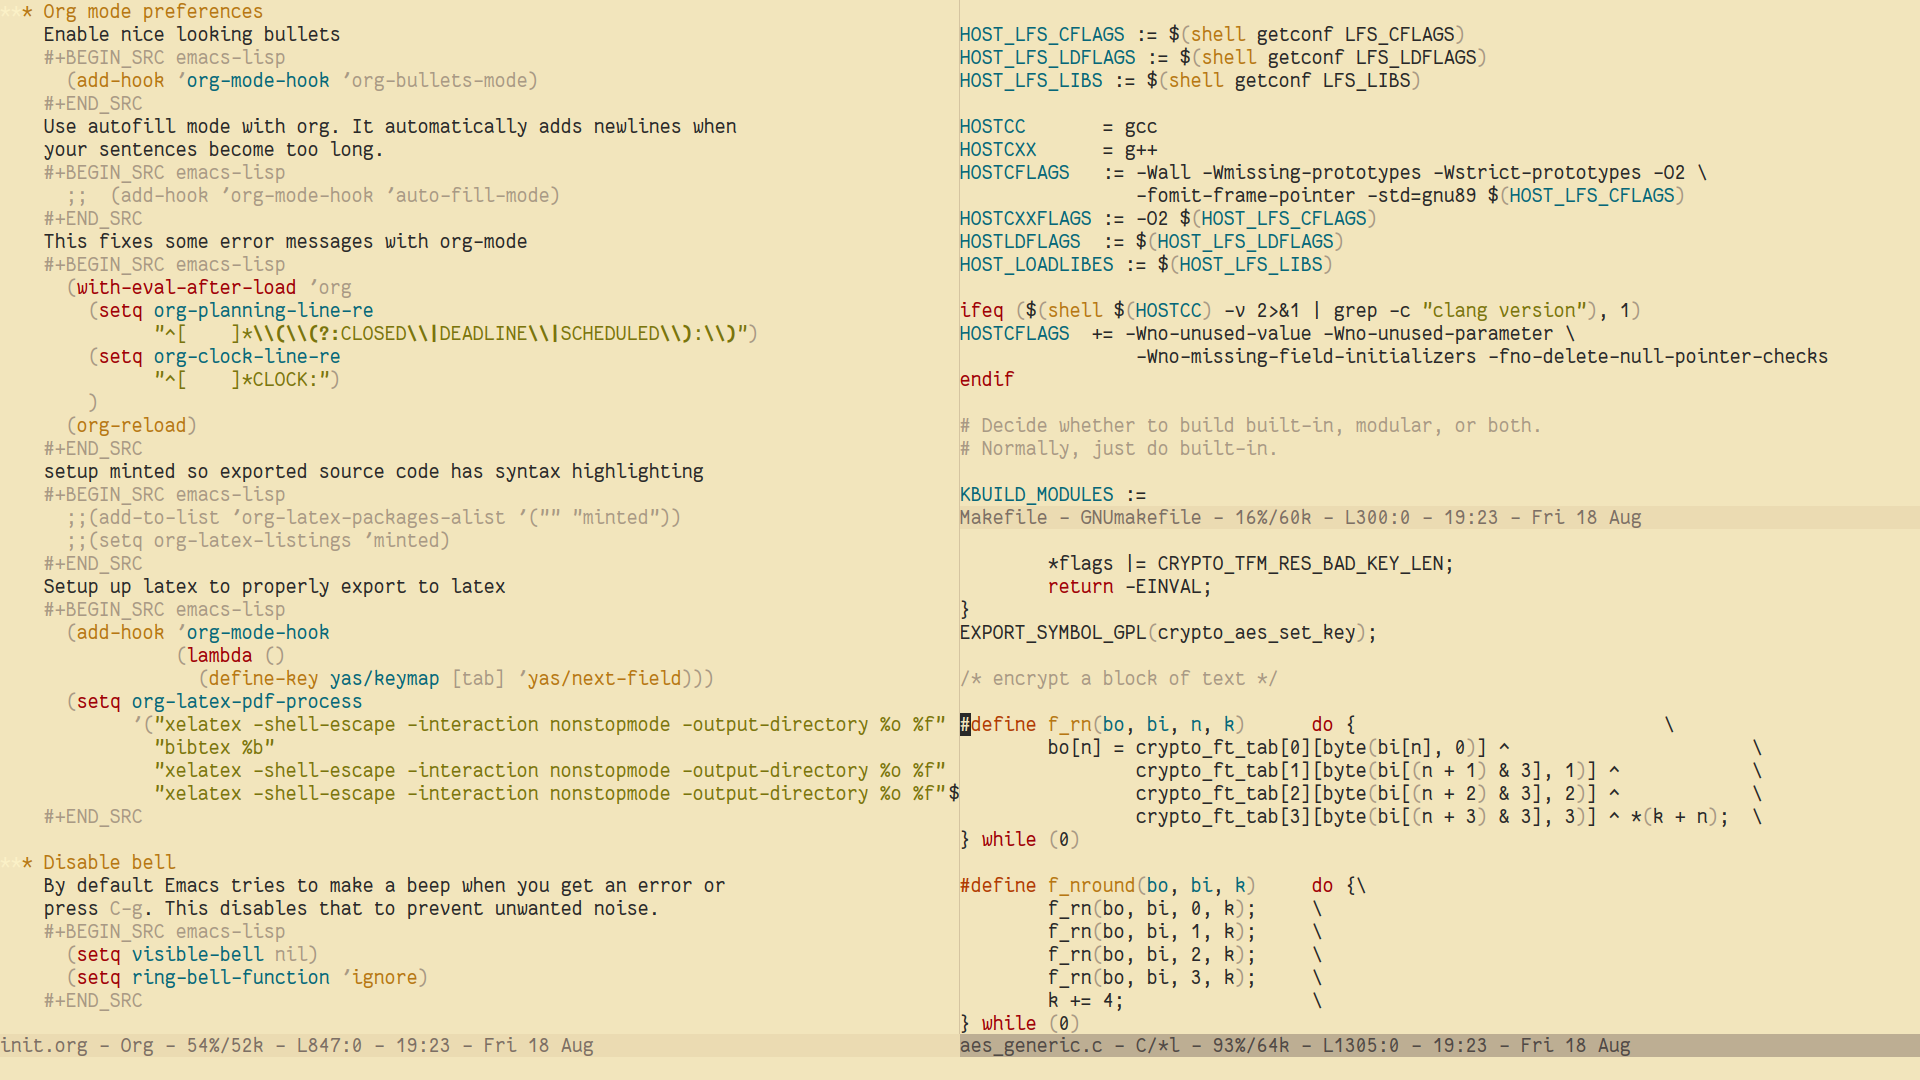 *** Org mode preferences
    Enable nice looking bullets
    #+BEGIN_SRC emacs-lisp
      (add-hook 'org-mode-hook 'org-bullets-mode)
    #+END_SRC
    Use autofill mode with org. It automatically adds newlines when
    your sentences become too long.
    #+BEGIN_SRC emacs-lisp
      ;;  (add-hook 'org-mode-hook 'auto-fill-mode)
    #+END_SRC
    This fixes some error messages with org-mode
    #+BEGIN_SRC emacs-lisp
      (with-eval-after-load 'org
        (setq org-planning-line-re
              "^[    ]*\\(\\(?:CLOSED\\|DEADLINE\\|SCHEDULED\\):\\)")
        (setq org-clock-line-re
              "^[    ]*CLOCK:")
        )
      (org-reload)
    #+END_SRC
    setup minted so exported source code has syntax highlighting
    #+BEGIN_SRC emacs-lisp
      ;;(add-to-list 'org-latex-packages-alist '("" "minted"))
      ;;(setq org-latex-listings 'minted)
    #+END_SRC
    Setup up latex to properly export to latex
    #+BEGIN_SRC emacs-lisp
      (add-hook 'org-mode-hook
                (lambda ()
                  (define-key yas/keymap [tab] 'yas/next-field)))
      (setq org-latex-pdf-process
            '("xelatex -shell-escape -interaction nonstopmode -output-directory %o %f"
              "bibtex %b"
              "xelatex -shell-escape -interaction nonstopmode -output-directory %o %f"
              "xelatex -shell-escape -interaction nonstopmode -output-directory %o %f"$
    #+END_SRC

*** Disable bell
    By default Emacs tries to make a beep when you get an error or
    press C-g. This disables that to prevent unwanted noise.
    #+BEGIN_SRC emacs-lisp
      (setq visible-bell nil)
      (setq ring-bell-function 'ignore)
    #+END_SRC

init.org - Org - 54%/52k - L847:0 - 19:23 - Fri 18 Aug

HOST_LFS_CFLAGS := $(shell getconf LFS_CFLAGS)
HOST_LFS_LDFLAGS := $(shell getconf LFS_LDFLAGS)
HOST_LFS_LIBS := $(shell getconf LFS_LIBS)

HOSTCC       = gcc
HOSTCXX      = g++
HOSTCFLAGS   := -Wall -Wmissing-prototypes -Wstrict-prototypes -O2 \
                -fomit-frame-pointer -std=gnu89 $(HOST_LFS_CFLAGS)
HOSTCXXFLAGS := -O2 $(HOST_LFS_CFLAGS)
HOSTLDFLAGS  := $(HOST_LFS_LDFLAGS)
HOST_LOADLIBES := $(HOST_LFS_LIBS)

ifeq ($(shell $(HOSTCC) -v 2>&1 | grep -c "clang version"), 1)
HOSTCFLAGS  += -Wno-unused-value -Wno-unused-parameter \
                -Wno-missing-field-initializers -fno-delete-null-pointer-checks
endif

# Decide whether to build built-in, modular, or both.
# Normally, just do built-in.

KBUILD_MODULES :=
Makefile - GNUmakefile - 16%/60k - L300:0 - 19:23 - Fri 18 Aug

        *flags |= CRYPTO_TFM_RES_BAD_KEY_LEN;
        return -EINVAL;
}
EXPORT_SYMBOL_GPL(crypto_aes_set_key);

/* encrypt a block of text */

#define f_rn(bo, bi, n, k)      do {                            \
        bo[n] = crypto_ft_tab[0][byte(bi[n], 0)] ^                      \
                crypto_ft_tab[1][byte(bi[(n + 1) & 3], 1)] ^            \
                crypto_ft_tab[2][byte(bi[(n + 2) & 3], 2)] ^            \
                crypto_ft_tab[3][byte(bi[(n + 3) & 3], 3)] ^ *(k + n);  \
} while (0)

#define f_nround(bo, bi, k)     do {\
        f_rn(bo, bi, 0, k);     \
        f_rn(bo, bi, 1, k);     \
        f_rn(bo, bi, 2, k);     \
        f_rn(bo, bi, 3, k);     \
        k += 4;                 \
} while (0)
aes_generic.c - C/*l - 93%/64k - L1305:0 - 19:23 - Fri 18 Aug